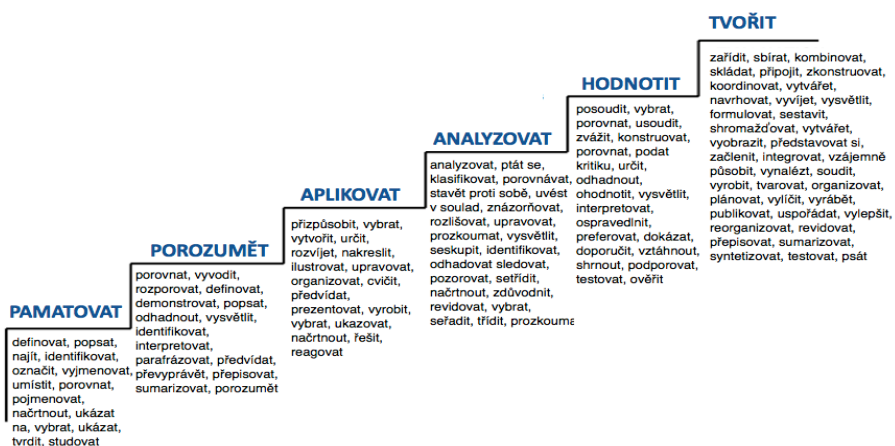 PAMATOVAT
definovat, popsat,
najít, identifikovat,
označit, vyjmenovat,
umístit, porovnat,
pojmenovat,
načrtnout, ukázat
na, vybrat, ukázat,
tvrdit, studovat
POROZUMĚT
porovnat, vyvodit,
rozporovat, definovat,
demonstrovat, popsat,
odhadnout, vysvětlit,
identifikovat,
interpretovat,
parafrázovat, předvídat,
převyprávět, přepisovat,
sumarizovat, porozumět
APLIKOVAT
přizpůsobit, vybrat,
vytvořit, určit,
rozvíjet, nakreslit,
ilustrovat, upravovat,
organizovat, cvičit,
předvídat,
prezentovat, vyrobit,
vybrat, ukazovat,
načrtnout, řešit,
reagovat
ANALYZOVAT
analyzovat, ptát se,
klasifikovat, porovnávat,
stavět proti sobě, uvést
v soulad, znázorňovat,
rozlišovat, upravovat,
prozkoumat, vysvětlit,
seskupit, identifikovat,
odhadovat sledovat,
pozorovat, setřídit,
načrtnout, zdůvodnit,
revidovat, vybrat,
seřadit, třídit, prozkouma
HODNOTIT
posoudit, vybrat,
porovnat, usoudit,
zvážit, konstruovat,
porovnat, podat
kritiku, určit,
odhadnout,
ohodnotit, vysvětlit,
interpretovat,
ospravedlnit,
preferovat, dokázat,
doporučit, vztáhnout,
shrnout, podporovat,
testovat, ověřit
TVOŘIT
zařídit, sbírat, kombinovat,
skládat, připojit, zkonstruovat,
koordinovat, vytvářet,
navrhovat, vyvíjet, vysvětlit,
formulovat, sestavit,
shromažďovat, vytvářet,
vyobrazit, představovat si,
začlenit, integrovat, vzájemně
působit, vynalézt, soudit,
vyrobit, tvarovat, organizovat,
plánovat, vylíčit, vyrábět,
publikovat, uspořádat, vylepšit,
reorganizovat, revidovat,
přepisovat, sumarizovat,
syntetizovat, testovat, psát